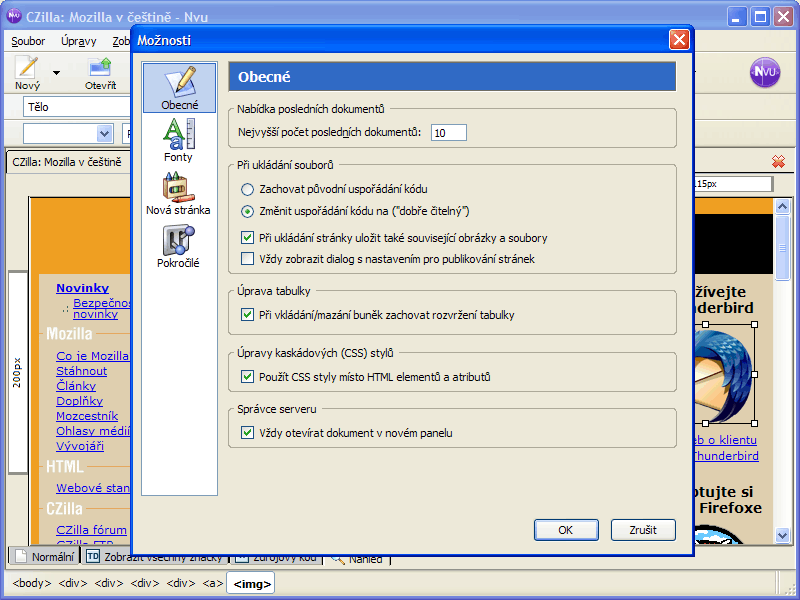 CZilla: Mozilla v češtině - Nvu
Soubor Úpravy Zob
Nový Otevřít
NVU
Tělo
CZilla: Mozilla v češtině
15px
200px
Novinky
Bezpečnos
novinky
Mozilla
Co je Mozilla
Stáhnout
Články
Doplňky
Mozcestník
Ohlasy médií
Vývojáři
HTML
Webové stan
CZilla
CZilla fórum
CZilla FTP
Možnosti
Obecné
Fonty
Nová stránka
Pokročilé
Obecné
Nabídka posledních dokumentů
Nejvyšší počet posledních dokumentů: 10
Při ukládání souborů
Zachovat původní uspořádání kódu
Změnit uspořádání kódu na ("dobře čitelný")
Při ukládání stránky uložit také související obrázky a soubory
Vždy zobrazit dialog s nastavením pro publikování stránek
Úprava tabulky
Při vkládání/mazání buněk zachovat rozvržení tabulky
Úpravy kaskádových (CSS) stylů
Použít CSS styly místo HTML elementů a atributů
Správce serveru
Vždy otevírat dokument v novém panelu
OK Zrušit
žívejte
nderbird
eb o klientu
Thunderbird
otujte si
Firefoxe
Normální TD Zobrazit všechny značky Zdrojový kód Náhled
<body> <div> <div> <div> <div> <a> <img>